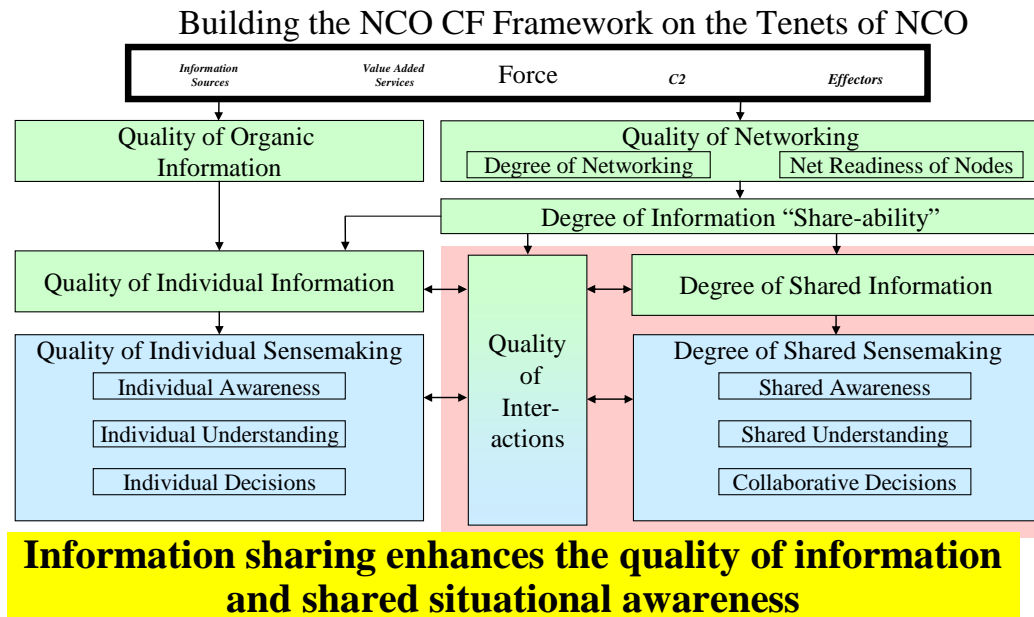 Building the NCO CF Framework on the Tenets of NCO
Information
Sources
Value Added
Services
Force
C2
Effectors
Quality of Organic
Information
Quality of Networking
Degree of Networking
Net Readiness of Nodes
Degree of Information “Share-ability”
Quality of Individual Information
Degree of Shared Information
Quality of Individual Sensemaking
Individual Awareness
Individual Understanding
Individual Decisions
Quality
of
Inter-
actions
Degree of Shared Sensemaking
Shared Awareness
Shared Understanding
Collaborative Decisions
Information sharing enhances the quality of information
and shared situational awareness